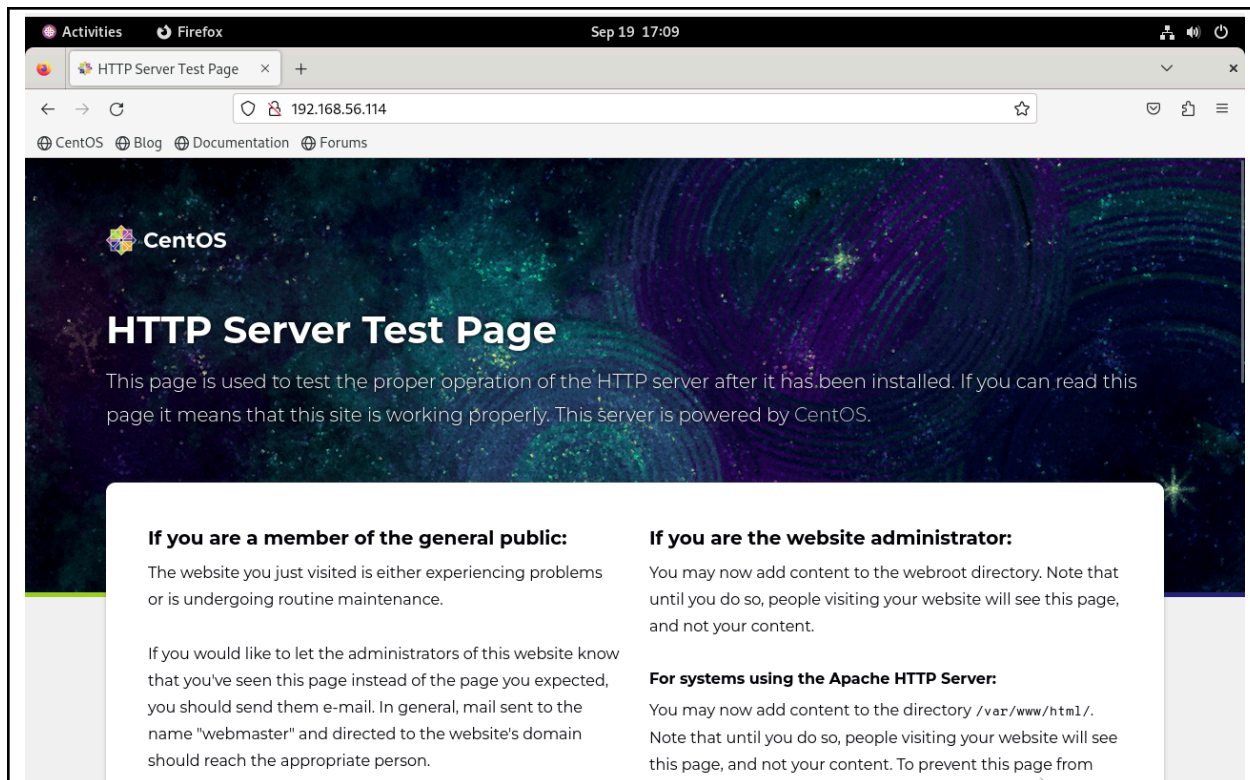 Activities Firefox Sep 19 17:09
HTTP Server Test Page × +
192.168.56.114
CentOS Blog Documentation Forums
CentOS
HTTP Server Test Page
This page is used to test the proper operation of the HTTP server after it has been installed. If you can read this
page it means that this site is working properly. This server is powered by CentOS.
If you are a member of the general public:
The website you just visited is either experiencing problems
or is undergoing routine maintenance.
If you would like to let the administrators of this website know
that you've seen this page instead of the page you expected,
you should send them e-mail. In general, mail sent to the
name "webmaster" and directed to the website's domain
should reach the appropriate person.
If you are the website administrator:
You may now add content to the webroot directory. Note that
until you do so, people visiting your website will see this page,
and not your content.
For systems using the Apache HTTP Server:
You may now add content to the directory /var/www/html/.
Note that until you do so, people visiting your website will see
this page, and not your content. To prevent this page from